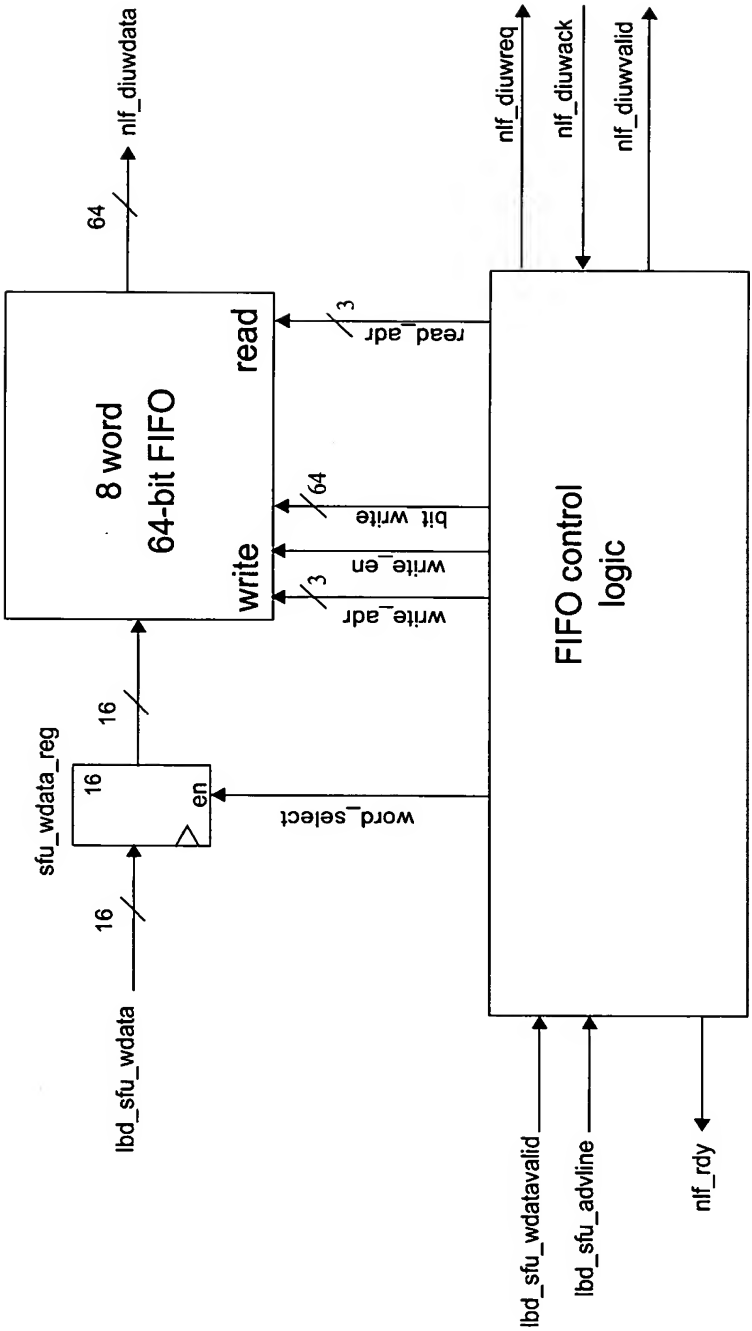 nlf_diuwdata
64
8 word
64-bit FIFO
write
read
16
sfu_wdata_reg
16
en
16
lbd_sfu_wdata
3
read_adr
64
bit_write
write_en
3
write_adr
word_select
nlf_diuwreq
nlf_diuwack
nlf_diuwvalid
FIFO control
logic
lbd_sfu_wdatavalid
lbd_sfu_advline
nlf_rdy